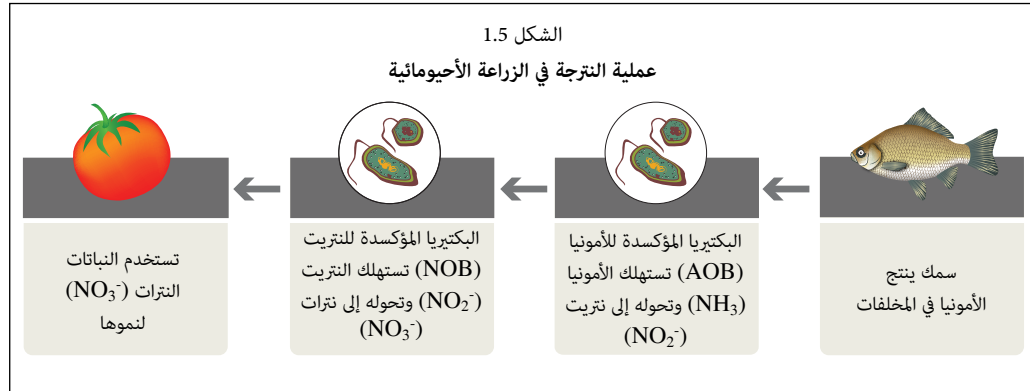 الشكل 1.5
عملية النترجة في الزراعة الأحيومائية
سمك ينتج
الأمونيا في المخلفات
البكتيريا المؤكسدة للأمونيا
(AOB) تستهلك الأمونيا
(NH₃) وتحوله إلى نتريت
(NO₂⁻)
البكتيريا المؤكسدة للنتريت
(NOB) تستهلك النتريت
(NO₂⁻) وتحوله إلى نترات
(NO₃⁻)
تستخدم النباتات
النترات (NO₃⁻)
لنموها